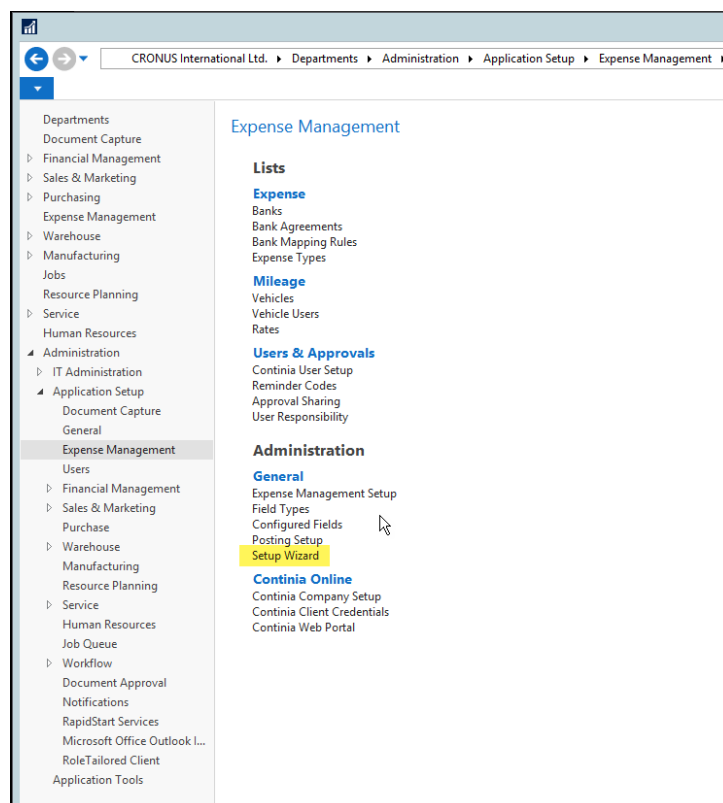 CRONUS International Ltd. Departments Administration Application Setup Expense Management
Departments
Document Capture
Financial Management
Sales & Marketing
Purchasing
Expense Management
Warehouse
Manufacturing
Jobs
Resource Planning
Service
Human Resources
Administration
IT Administration
Application Setup
Document Capture
General
Expense Management
Users
Financial Management
Sales & Marketing
Purchase
Warehouse
Manufacturing
Resource Planning
Service
Human Resources
Job Queue
Workflow
Document Approval
Notifications
RapidStart Services
Microsoft Office Outlook I...
RoleTailored Client
Application Tools
Expense Management
Lists
Expense
Banks
Bank Agreements
Bank Mapping Rules
Expense Types
Mileage
Vehicles
Vehicle Users
Rates
Users & Approvals
Continia User Setup
Reminder Codes
Approval Sharing
User Responsibility
Administration
General
Expense Management Setup
Field Types
Configured Fields
Posting Setup
Setup Wizard
Continia Online
Continia Company Setup
Continia Client Credentials
Continia Web Portal